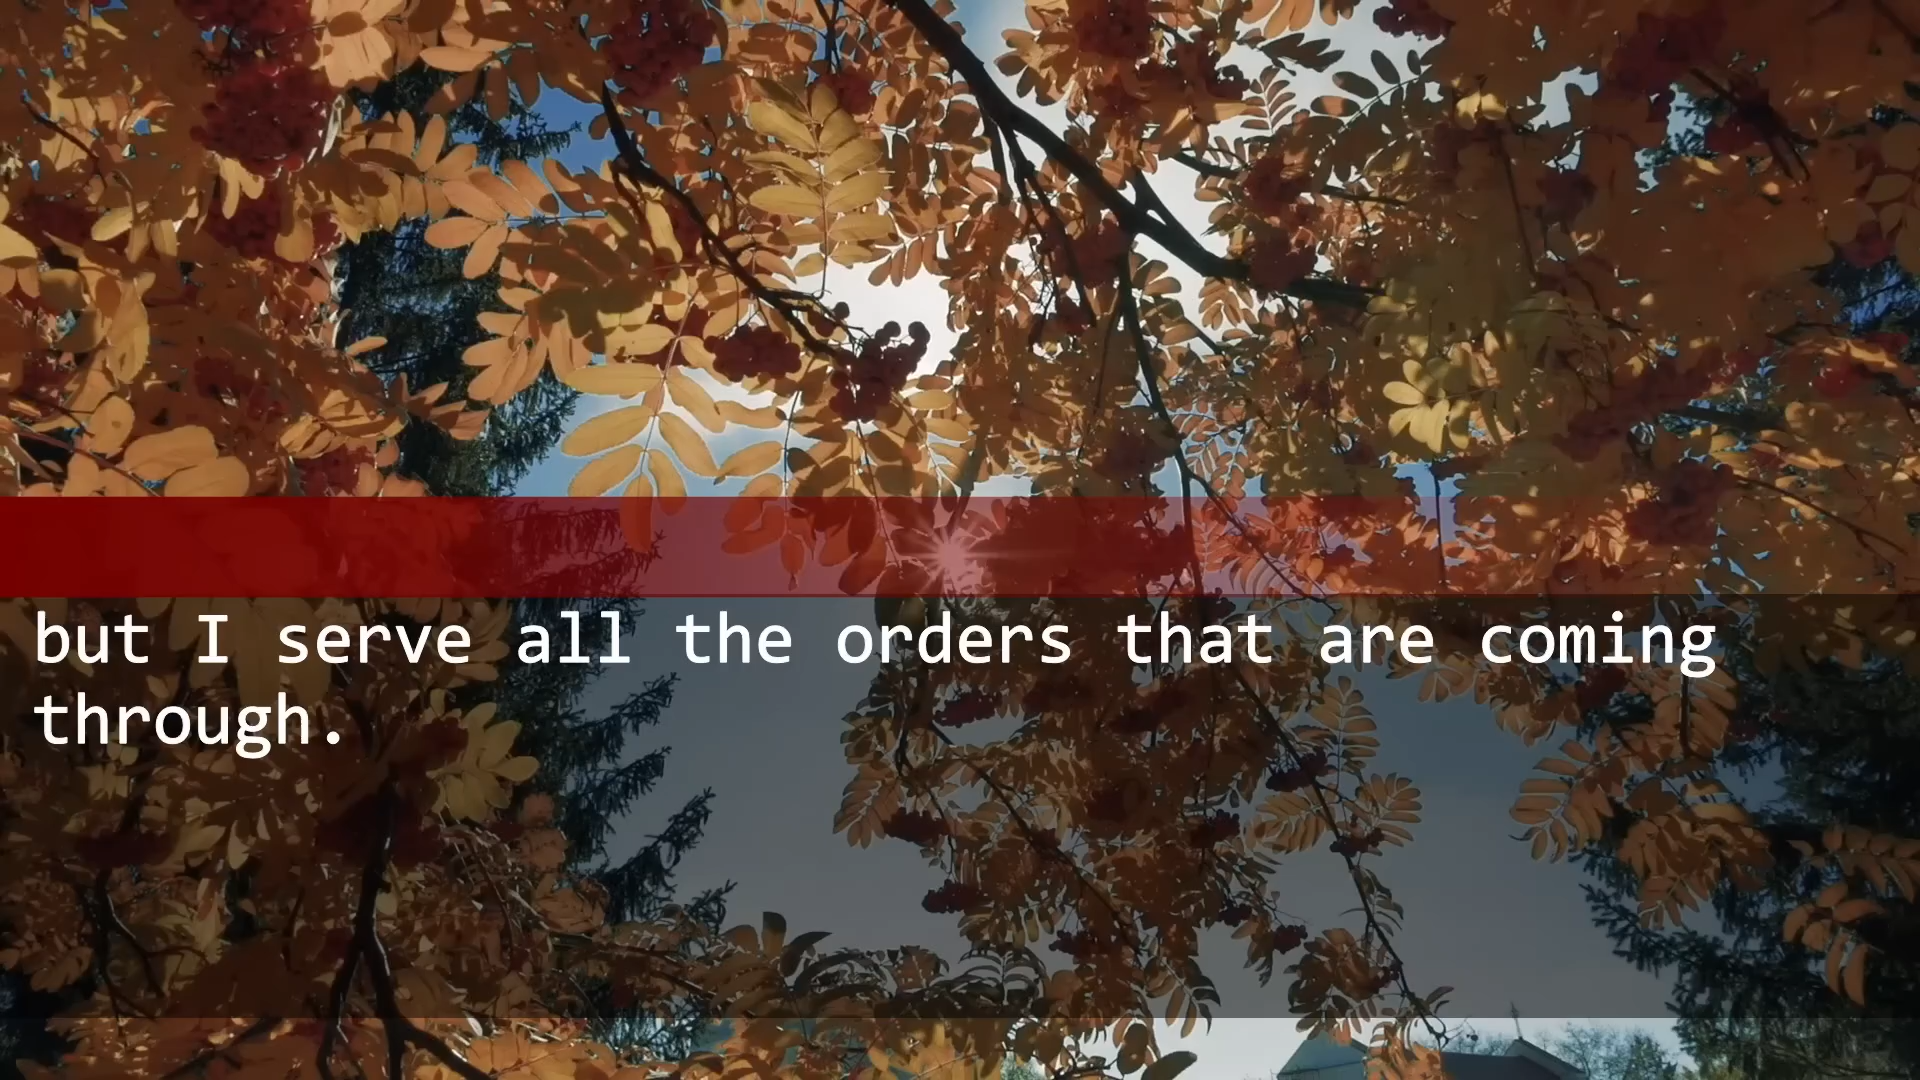 but I serve all the orders that are coming
through.